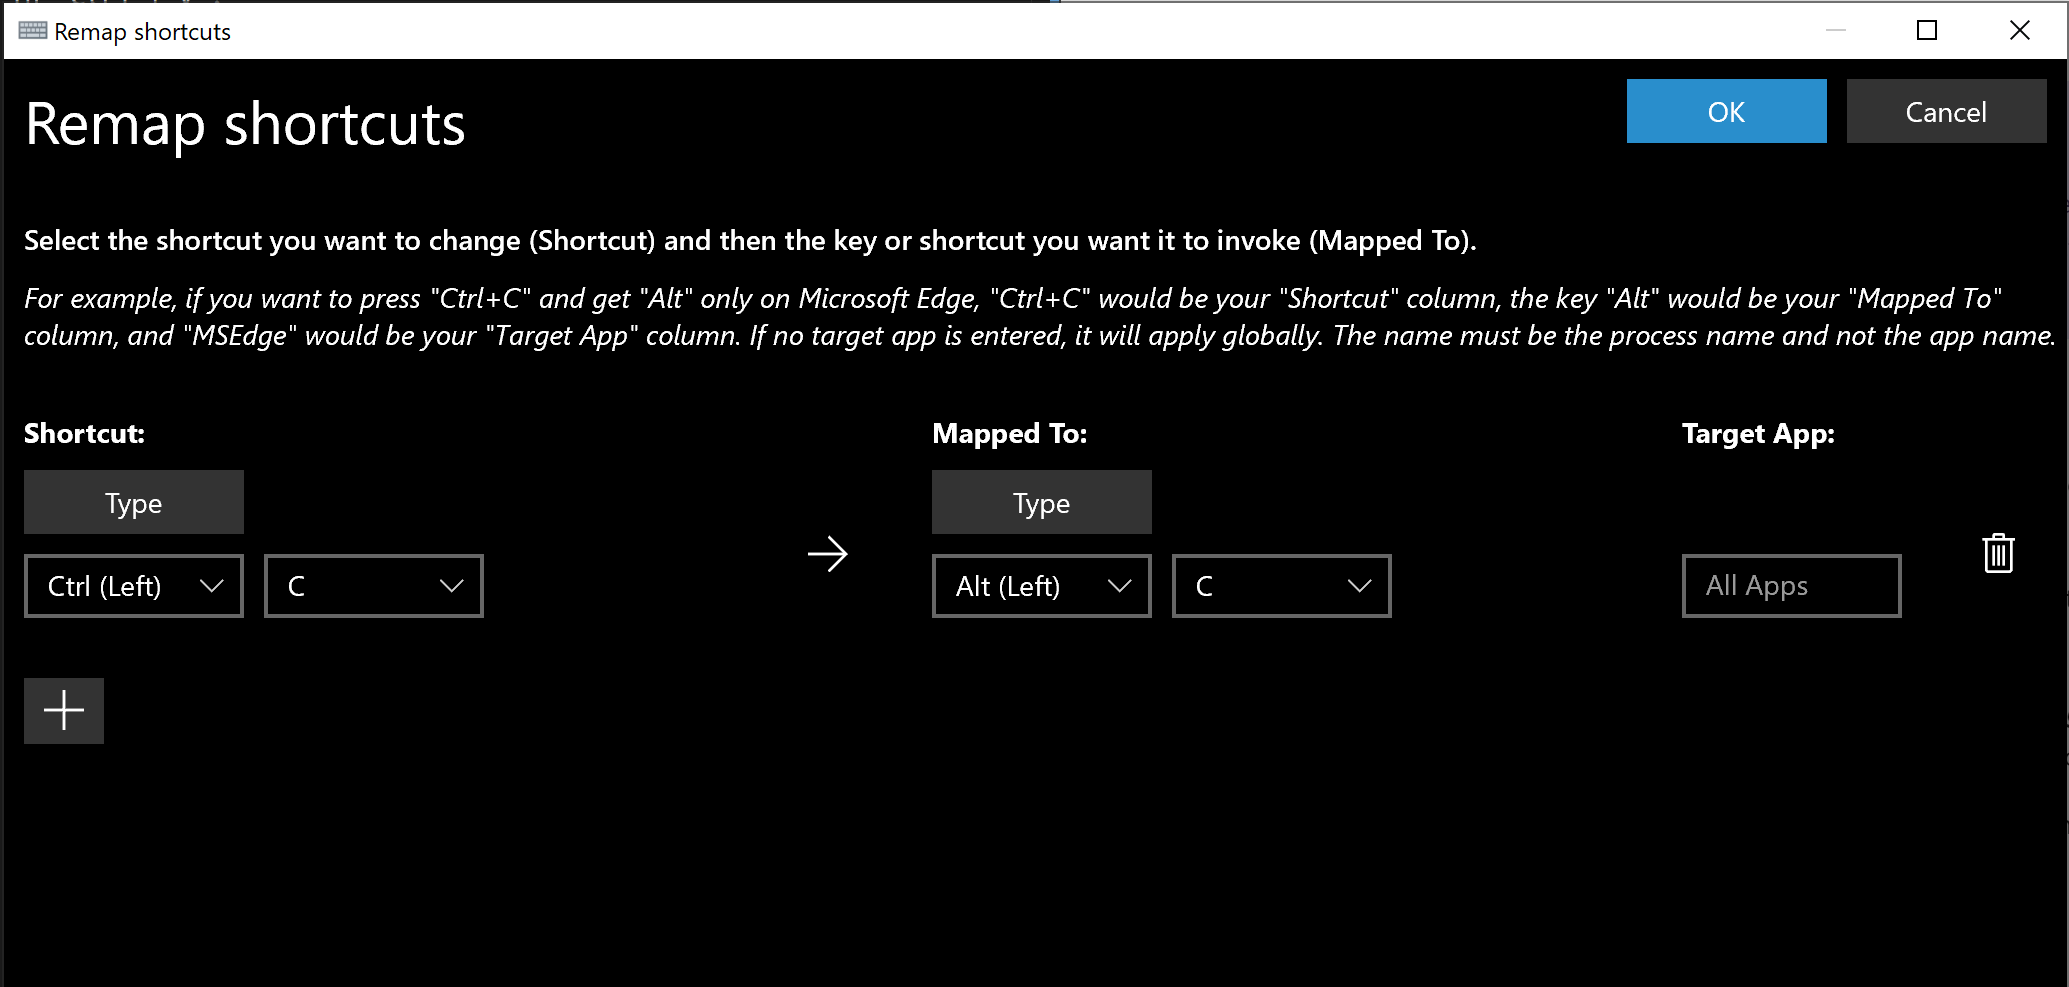 Remap shortcuts
Remap shortcuts
OK
Cancel
Select the shortcut you want to change (Shortcut) and then the key or shortcut you want it to invoke (Mapped To).
For example, if you want to press "Ctrl+C" and get "Alt" only on Microsoft Edge, "Ctrl+C" would be your "Shortcut" column, the key "Alt" would be your "Mapped To"
column, and "MSEdge" would be your "Target App" column. If no target app is entered, it will apply globally. The name must be the process name and not the app name.
Shortcut:
Mapped To:
Target App:
Type
Type
Ctrl (Left)
C
Alt (Left)
C
All Apps